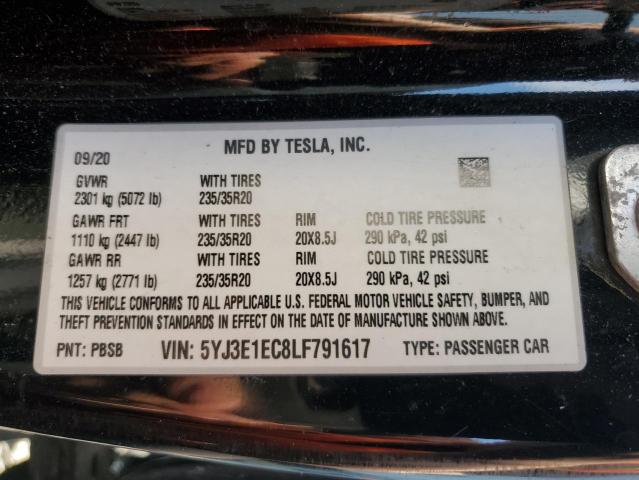 MFD BY TESLA, INC.
09/20
GVWR WITH TIRES
2301 kg (5072 lb) 235/35R20
GAWR FRT WITH TIRES RIM COLD TIRE PRESSURE
1110 kg (2447 lb) 235/35R20 20X8.5J 290 kPa, 42 psi
GAWR RR WITH TIRES RIM COLD TIRE PRESSURE
1257 kg (2771 lb) 235/35R20 20X8.5J 290 kPa, 42 psi
THIS VEHICLE CONFORMS TO ALL APPLICABLE U.S. FEDERAL MOTOR VEHICLE SAFETY, BUMPER, AND
THEFT PREVENTION STANDARDS IN EFFECT ON THE DATE OF MANUFACTURE SHOWN ABOVE.
PNT: PBSB VIN: 5YJ3E1EC8LF791617 TYPE: PASSENGER CAR